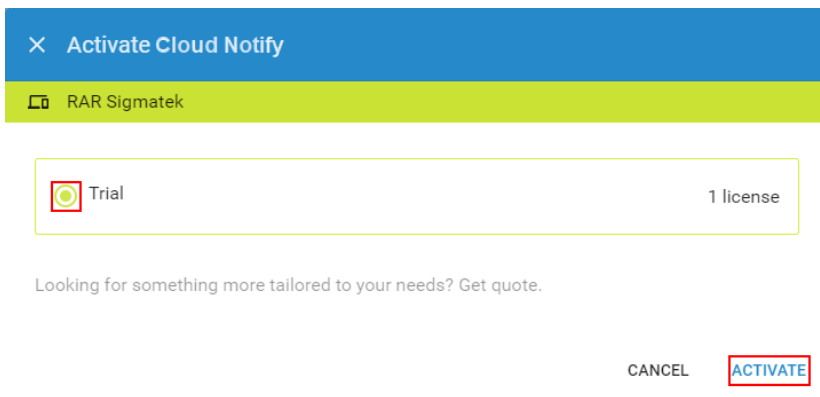 Activate Cloud Notify
RAR Sigmatek
Trial
1 license
Looking for something more tailored to your needs? Get quote.
CANCEL
ACTIVATE